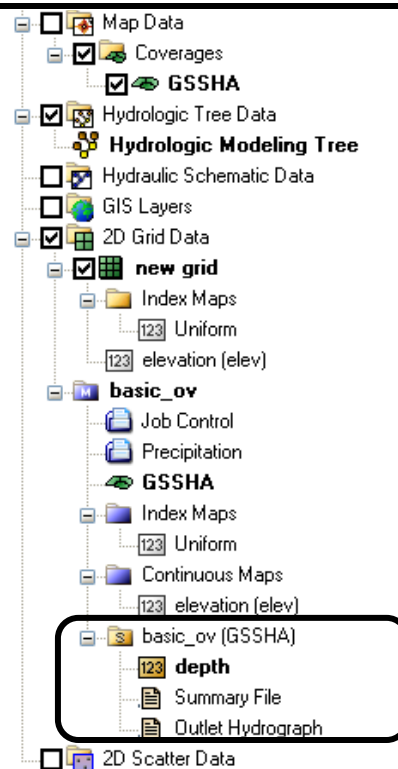 Map Data
Coverages
GSSHA
Hydrologic Tree Data
Hydrologic Modeling Tree
Hydraulic Schematic Data
GIS Layers
2D Grid Data
new grid
Index Maps
123 Uniform
123 elevation (elev)
M basic_ov
Job Control
Precipitation
GSSHA
Index Maps
123 Uniform
Continuous Maps
123 elevation (elev)
S basic_ov (GSSHA)
123 depth
Summary File
Outlet Hydrograph
2D Scatter Data